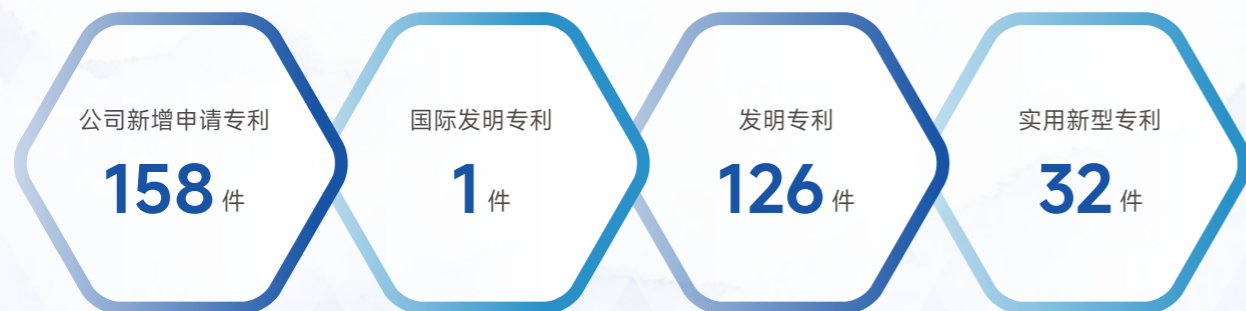 公司新增申请专利
158 件
国际发明专利
1 件
发明专利
126 件
实用新型专利
32 件